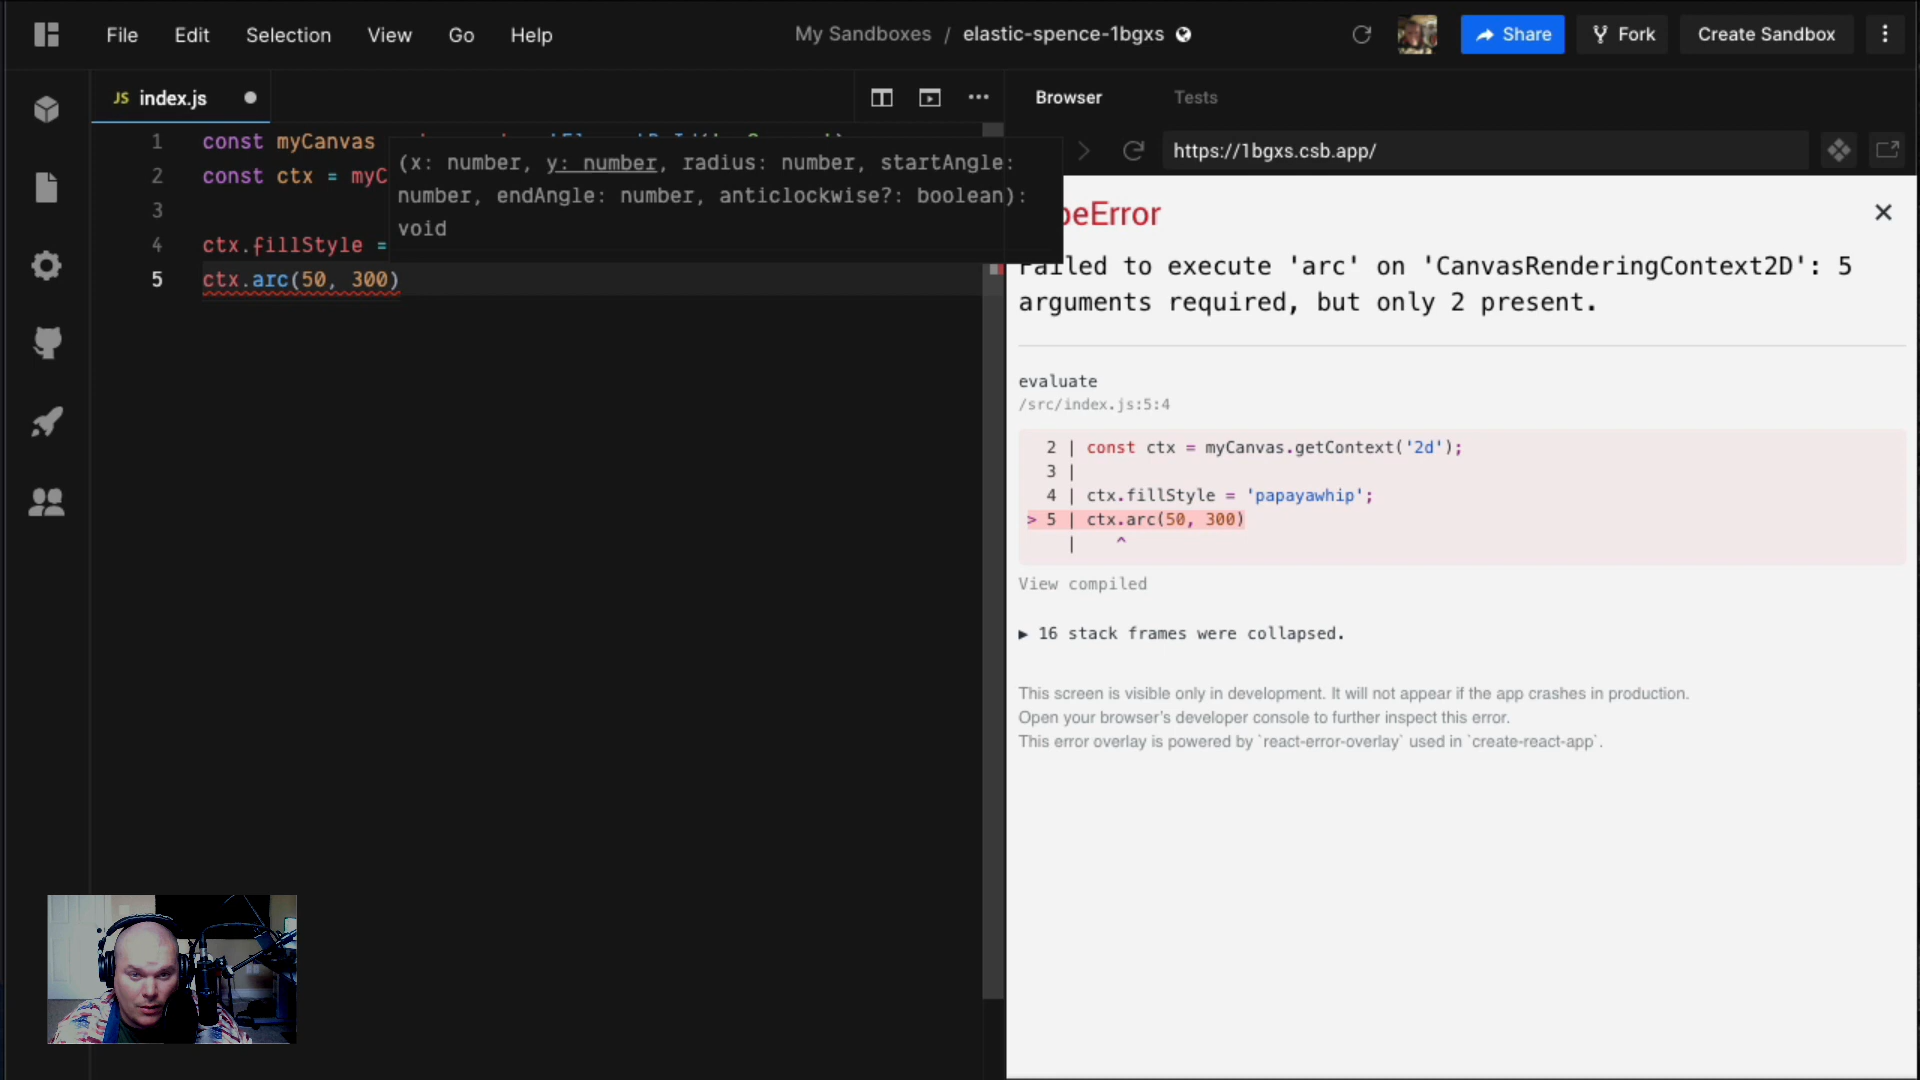 File Edit Selection View Go Help
My Sandboxes / elastic-spence-1bgxs
Share
Fork
Create Sandbox
JS index.js
1 const myCanvas
2 const ctx = myC
3
4 ctx.fillStyle =
5 ctx.arc(50, 300)
(x: number, y: number, radius: number, startAngle:
number, endAngle: number, anticlockwise?: boolean):
void
Browser Tests
https://1bgxs.csb.app/
peError
Failed to execute 'arc' on 'CanvasRenderingContext2D': 5
arguments required, but only 2 present.
evaluate
/src/index.js:5:4
2 | const ctx = myCanvas.getContext('2d');
3 |
4 | ctx.fillStyle = 'papayawhip';
> 5 | ctx.arc(50, 300)
| ^
View compiled
▶ 16 stack frames were collapsed.
This screen is visible only in development. It will not appear if the app crashes in production.
Open your browser's developer console to further inspect this error.
This error overlay is powered by `react-error-overlay` used in `create-react-app`.